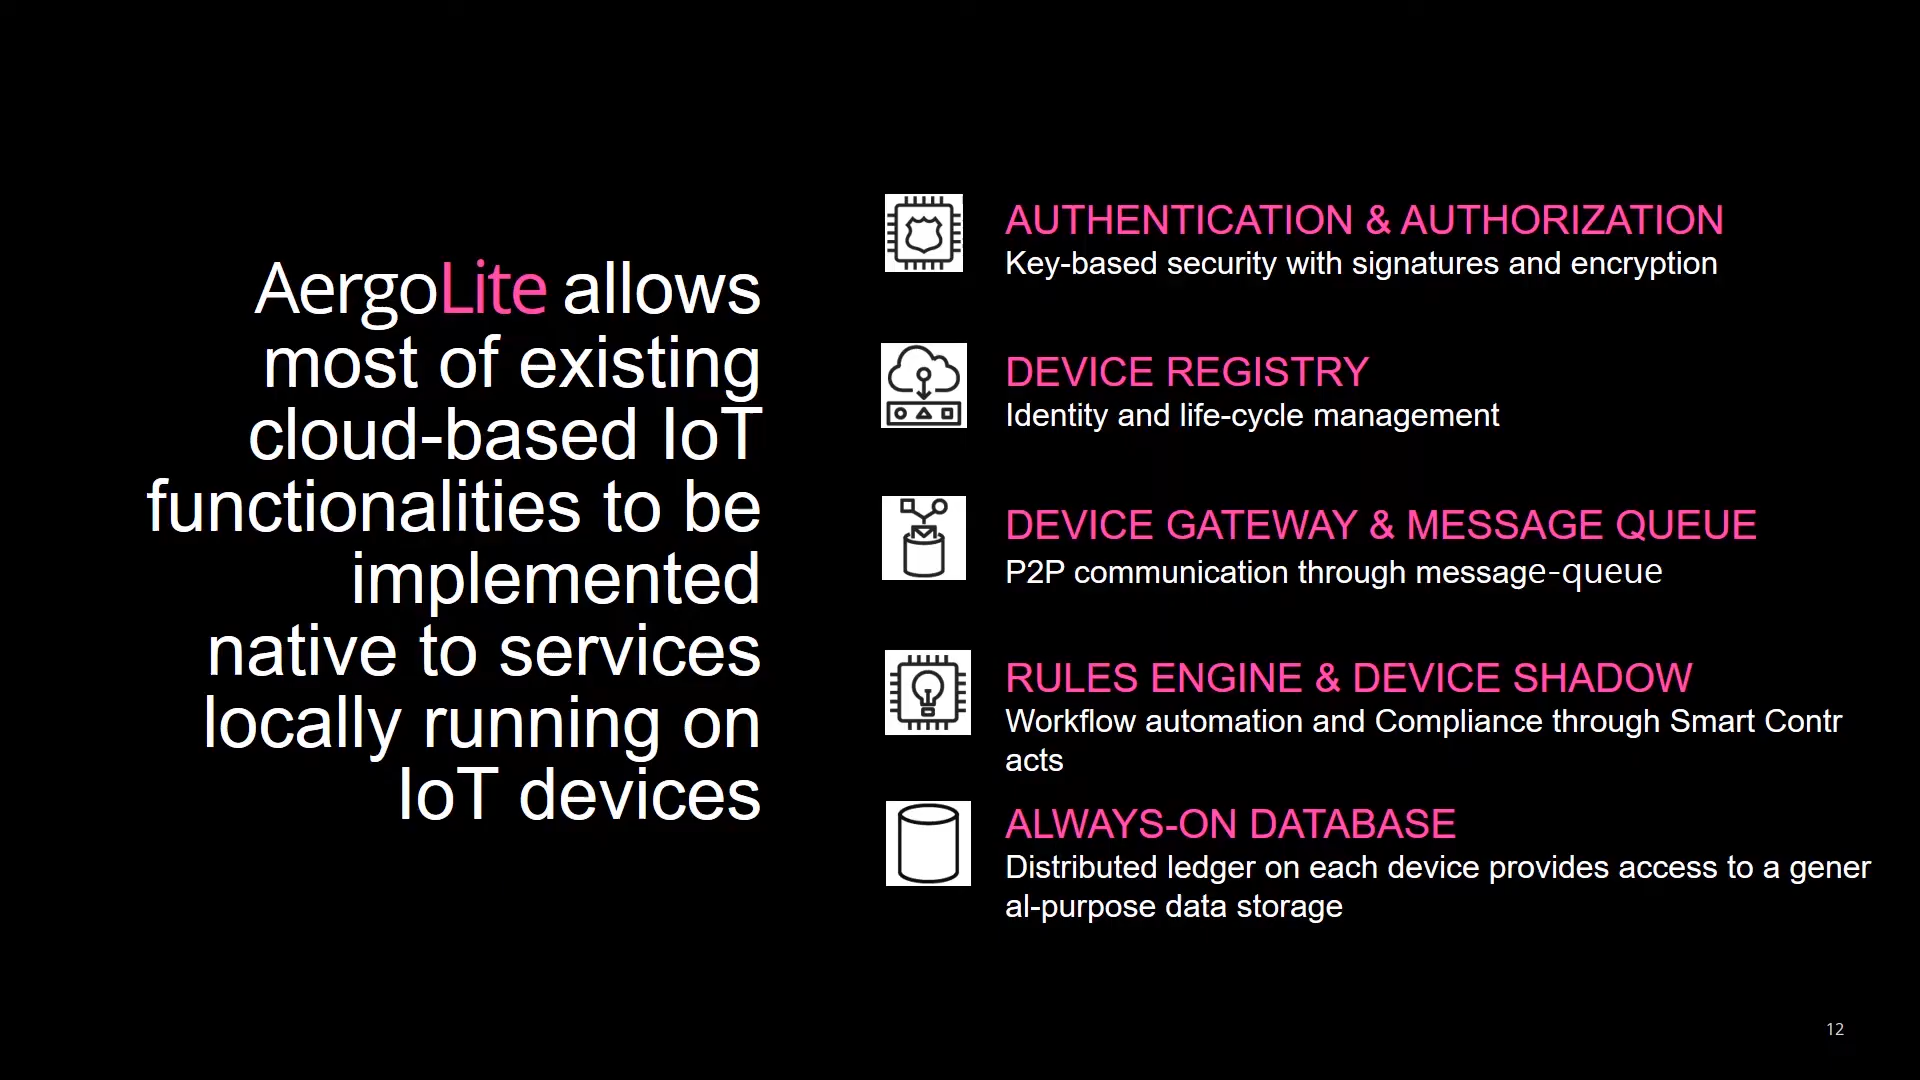 AergoLite allows
most of existing
cloud-based IoT
functionalities to be
implemented
native to services
locally running on
IoT devices
AUTHENTICATION & AUTHORIZATION
Key-based security with signatures and encryption
DEVICE REGISTRY
Identity and life-cycle management
DEVICE GATEWAY & MESSAGE QUEUE
P2P communication through message-queue
RULES ENGINE & DEVICE SHADOW
Workflow automation and Compliance through Smart Contr
acts
ALWAYS-ON DATABASE
Distributed ledger on each device provides access to a gener
al-purpose data storage
12